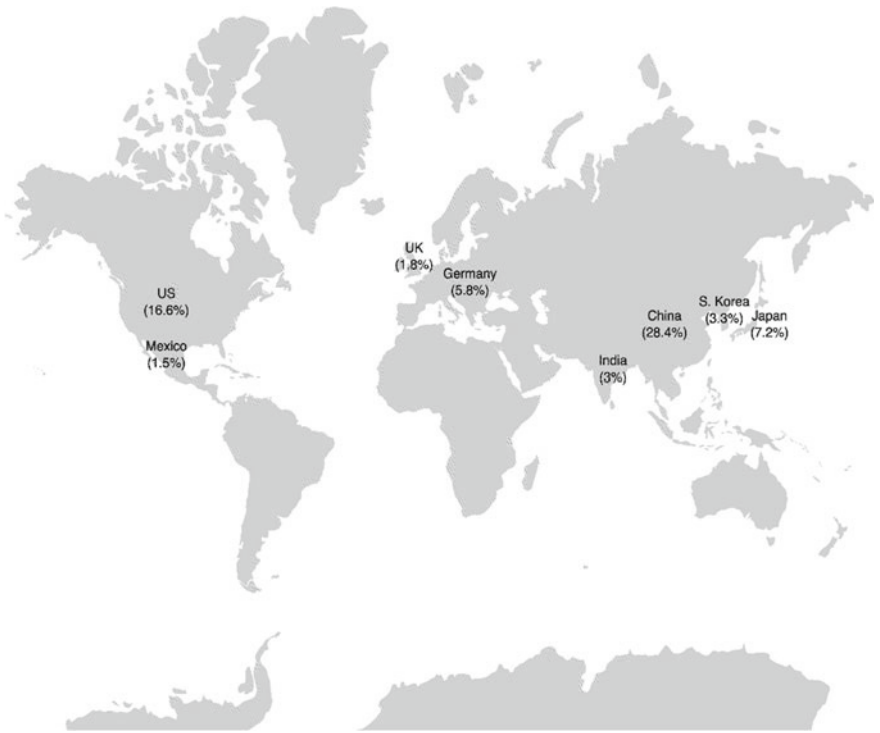 UK
(1.8%)
Germany
(5.8%)
US
(16.6%)
S. Korea
(3.3%)
China
(28.4%)
Japan
(7.2%)
Mexico
(1.5%)
India
(3%)